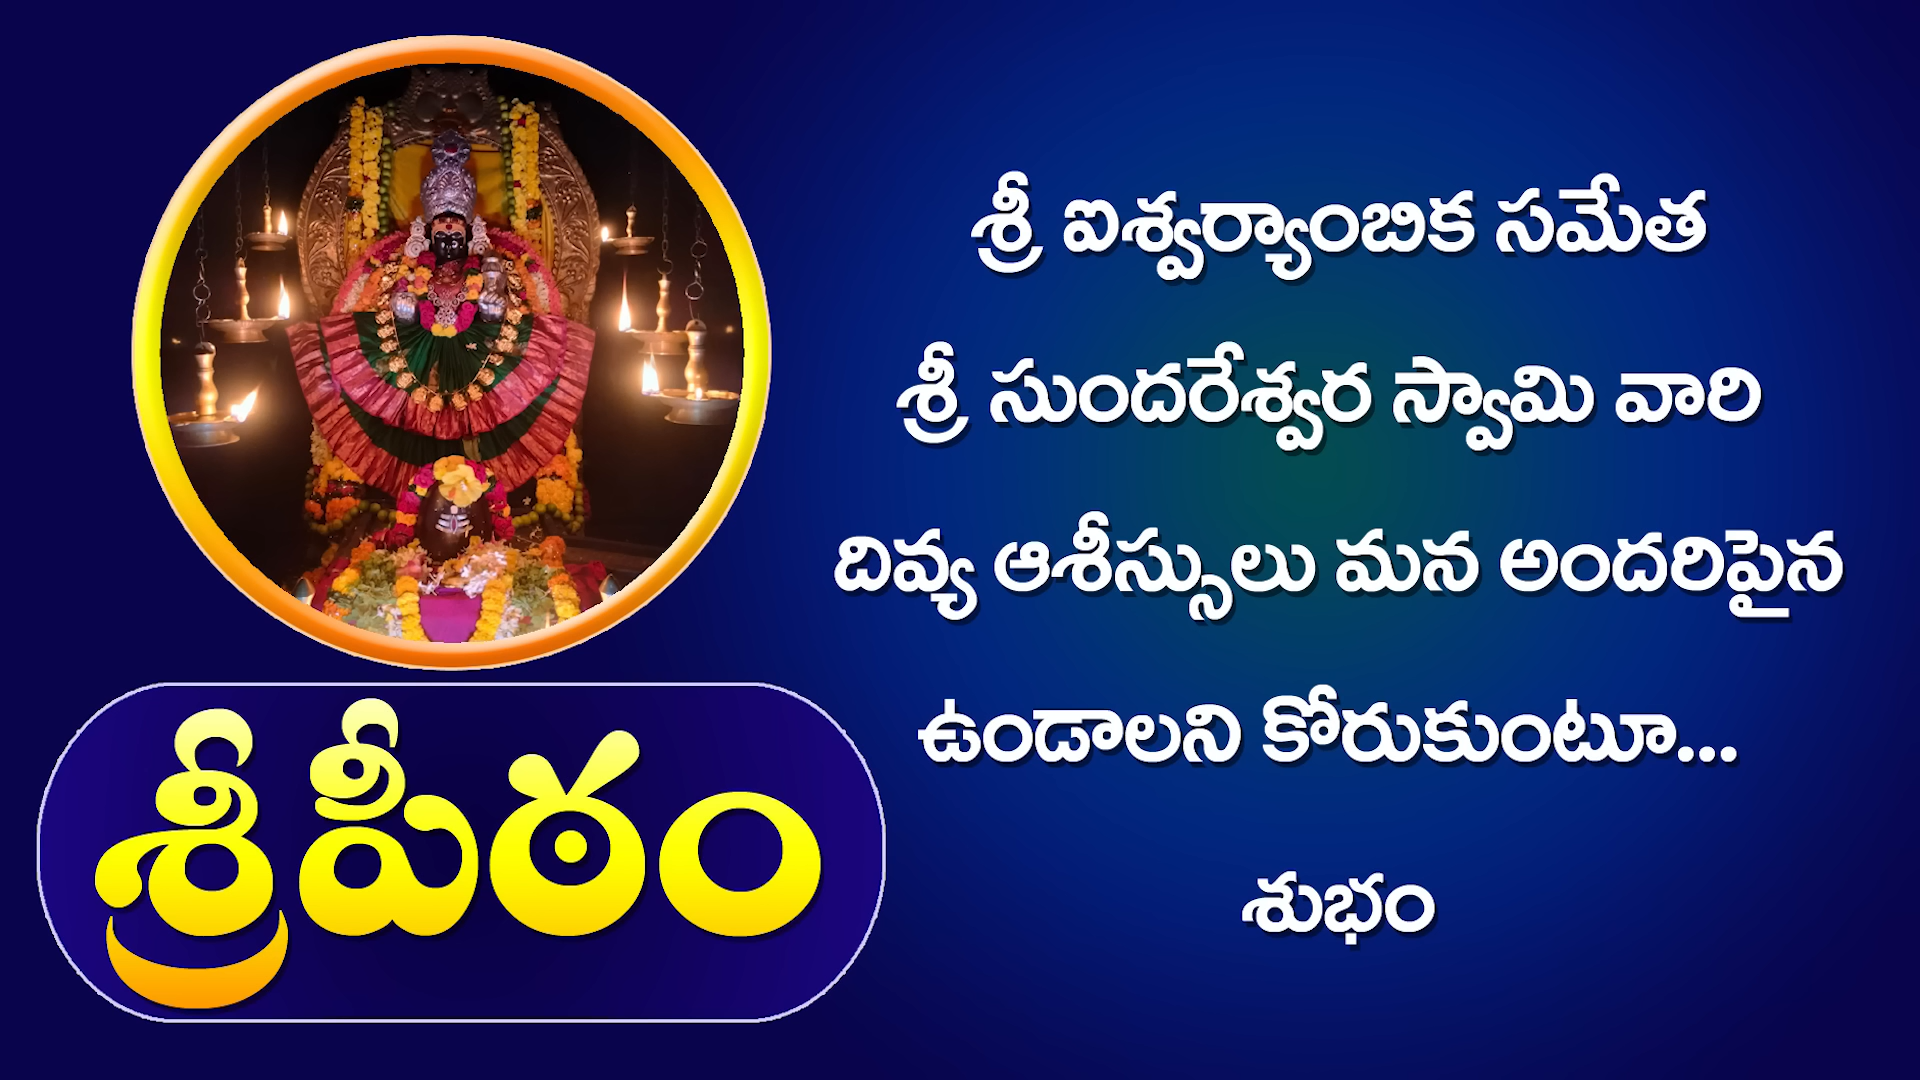 శ్రీ ఐశ్వర్యాంబిక సమేత
శ్రీ సుందరేశ్వర స్వామి వారి
దివ్య ఆశీస్సులు మన అందరిపైన
ఉండాలని కోరుకుంటూ...
శుభం
శ్రీపీఠం